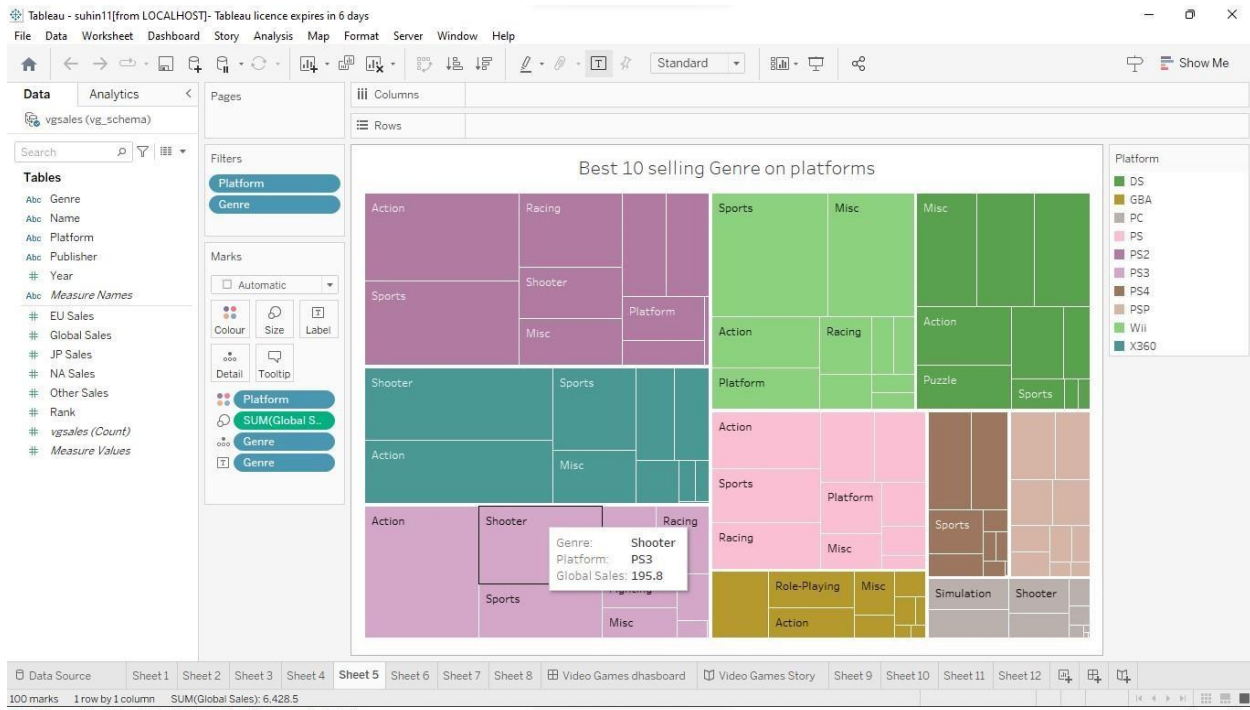 Tableau - suhin11[from LOCALHOST]- Tableau licence expires in 6 days
File Data Worksheet Dashboard Story Analysis Map Format Server Window Help
Standard
Show Me
Data Analytics
vgsales (vg_schema)
Search
Tables
Abc Genre
Abc Name
Abc Platform
Abc Publisher
# Year
Abc Measure Names
# EU Sales
# Global Sales
# JP Sales
# NA Sales
# Other Sales
# Rank
# vgsales (Count)
# Measure Values
Pages
Filters
Platform
Genre
Marks
Automatic
Colour Size Label
Detail Tooltip
Platform
SUM(Global S..
Genre
Genre
Columns
Rows
Best 10 selling Genre on platforms
Action
Racing
Sports
Shooter
Misc
Platform
Shooter
Sports
Action
Misc
Action
Shooter
Racing
Sports
Misc
Genre: Shooter
Platform: PS3
Global Sales: 195.8
Sports
Misc
Action
Racing
Platform
Misc
Action
Puzzle
Sports
Action
Sports
Platform
Racing
Misc
Sports
Role-Playing
Misc
Action
Simulation
Shooter
Platform
DS
GBA
PC
PS
PS2
PS3
PS4
PSP
Wii
X360
Data Source Sheet 1 Sheet 2 Sheet 3 Sheet 4 Sheet 5 Sheet 6 Sheet 7 Sheet 8 Video Games dhasboard Video Games Story Sheet 9 Sheet 10 Sheet 11 Sheet 12
100 marks 1 row by 1 column SUM(Global Sales): 6,428.5